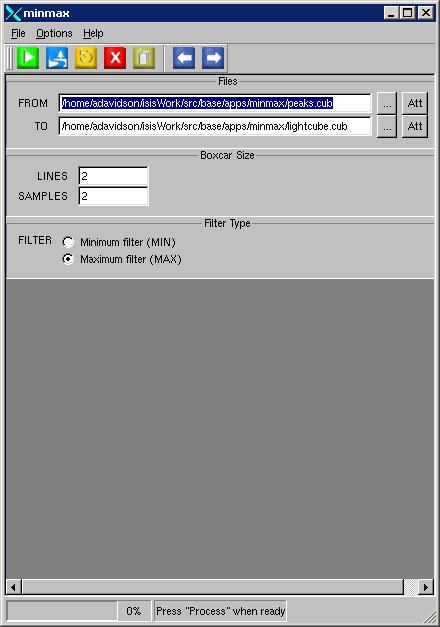 minmax
File Options Help
Files
FROM /home/adavidson/isisWork/src/base/apps/minmax/peaks.cub ... Att
TO /home/adavidson/isisWork/src/base/apps/minmax/lightcube.cub ... Att
Boxcar Size
LINES 2
SAMPLES 2
Filter Type
FILTER Minimum filter (MIN)
Maximum filter (MAX)
0% Press "Process" when ready